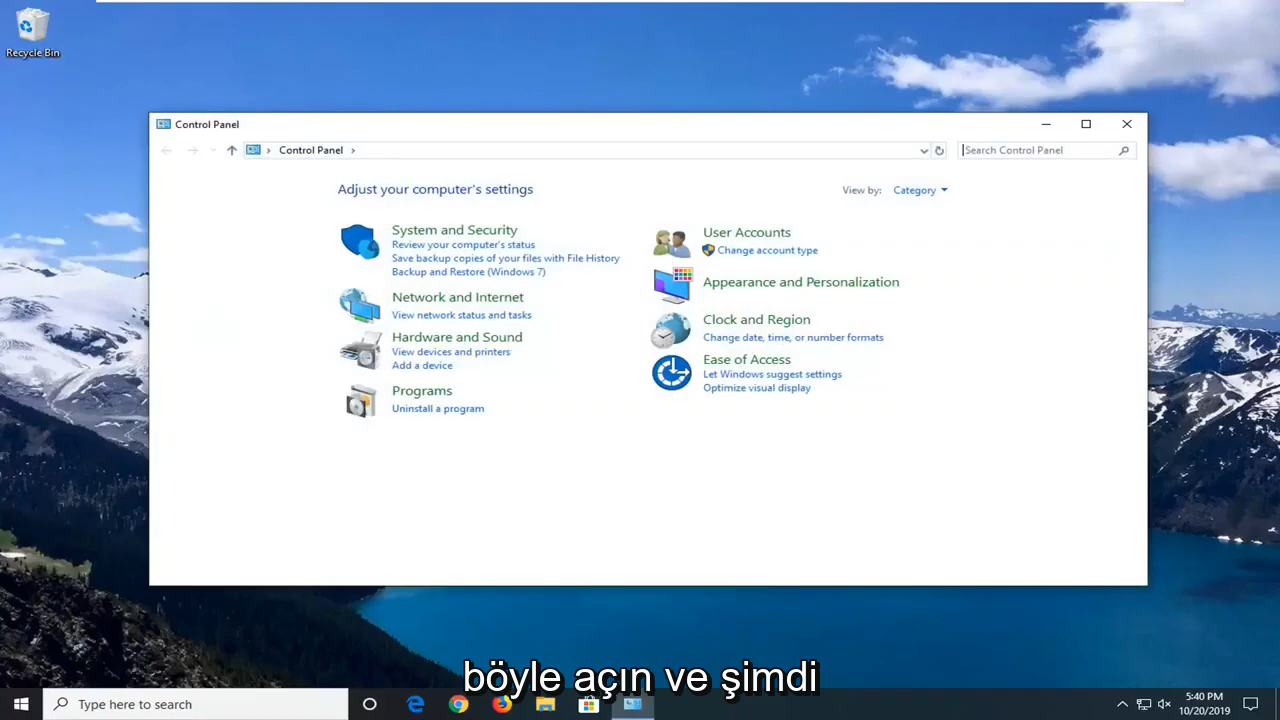 Recycle Bin
Control Panel
Control Panel
Search Control Panel
Adjust your computer's settings
View by: Category
System and Security
Review your computer's status
Save backup copies of your files with File History
Backup and Restore (Windows 7)
Network and Internet
View network status and tasks
Hardware and Sound
View devices and printers
Add a device
Programs
Uninstall a program
User Accounts
Change account type
Appearance and Personalization
Clock and Region
Change date, time, or number formats
Ease of Access
Let Windows suggest settings
Optimize visual display
böyle açın ve şimdi
Type here to search
5:40 PM
10/20/2019